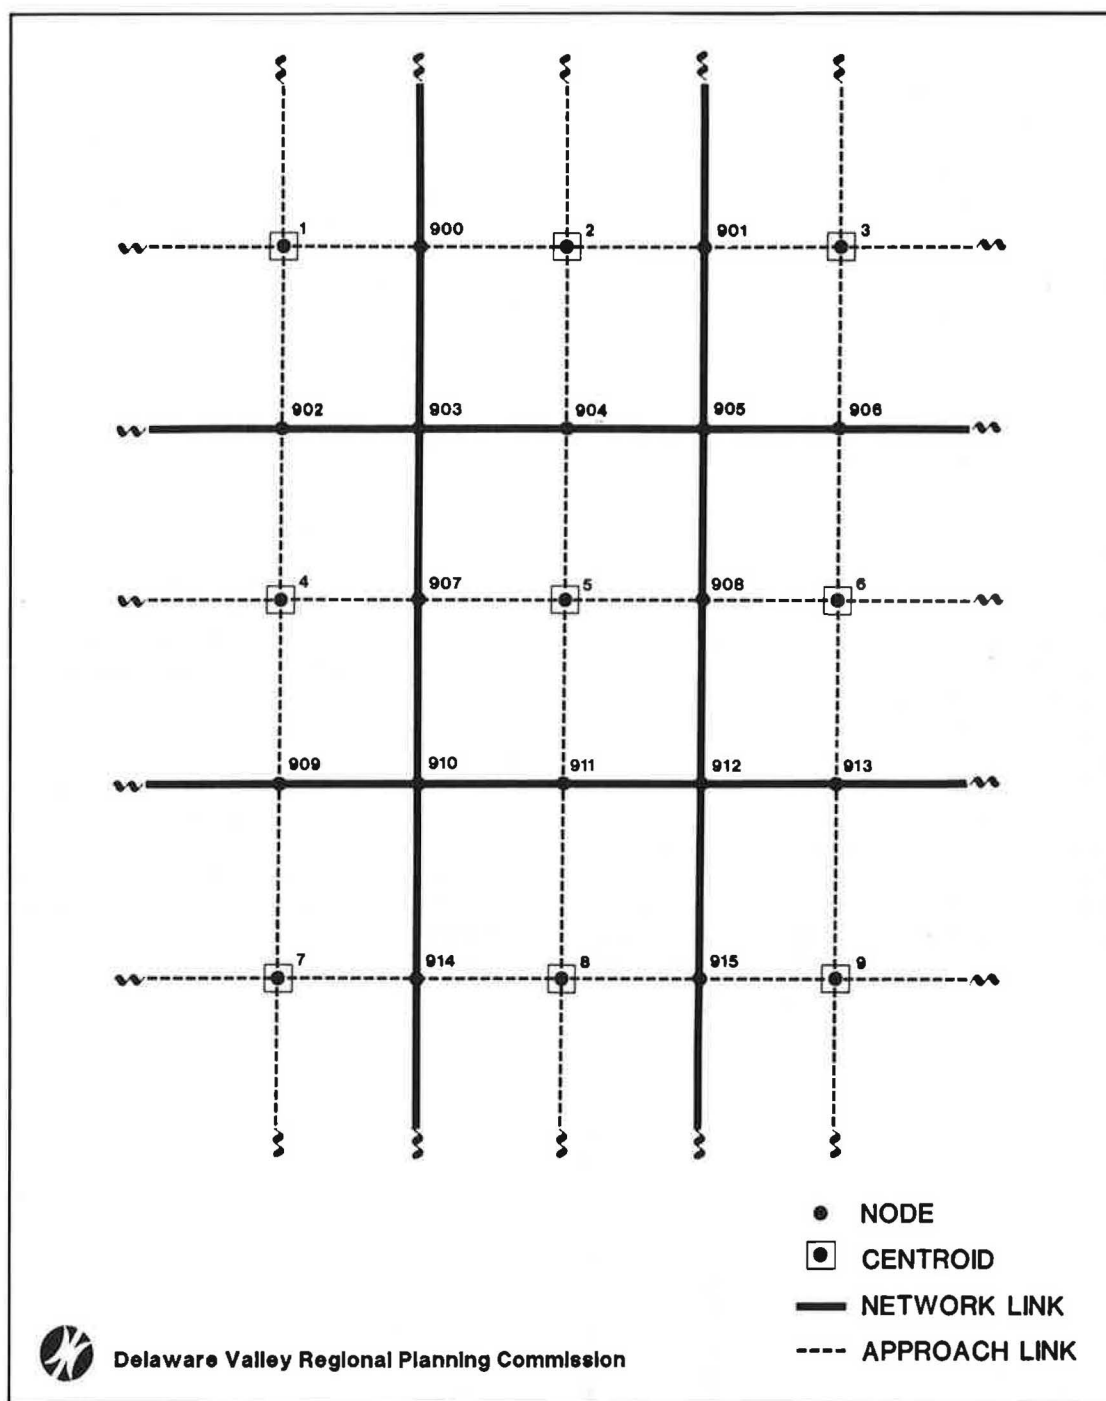 1 900 2 901 3
902 903 904 905 906
4 907 5 908 6
909 910 911 912 913
7 914 8 915 9
NODE
CENTROID
NETWORK LINK
APPROACH LINK
Delaware Valley Regional Planning Commission